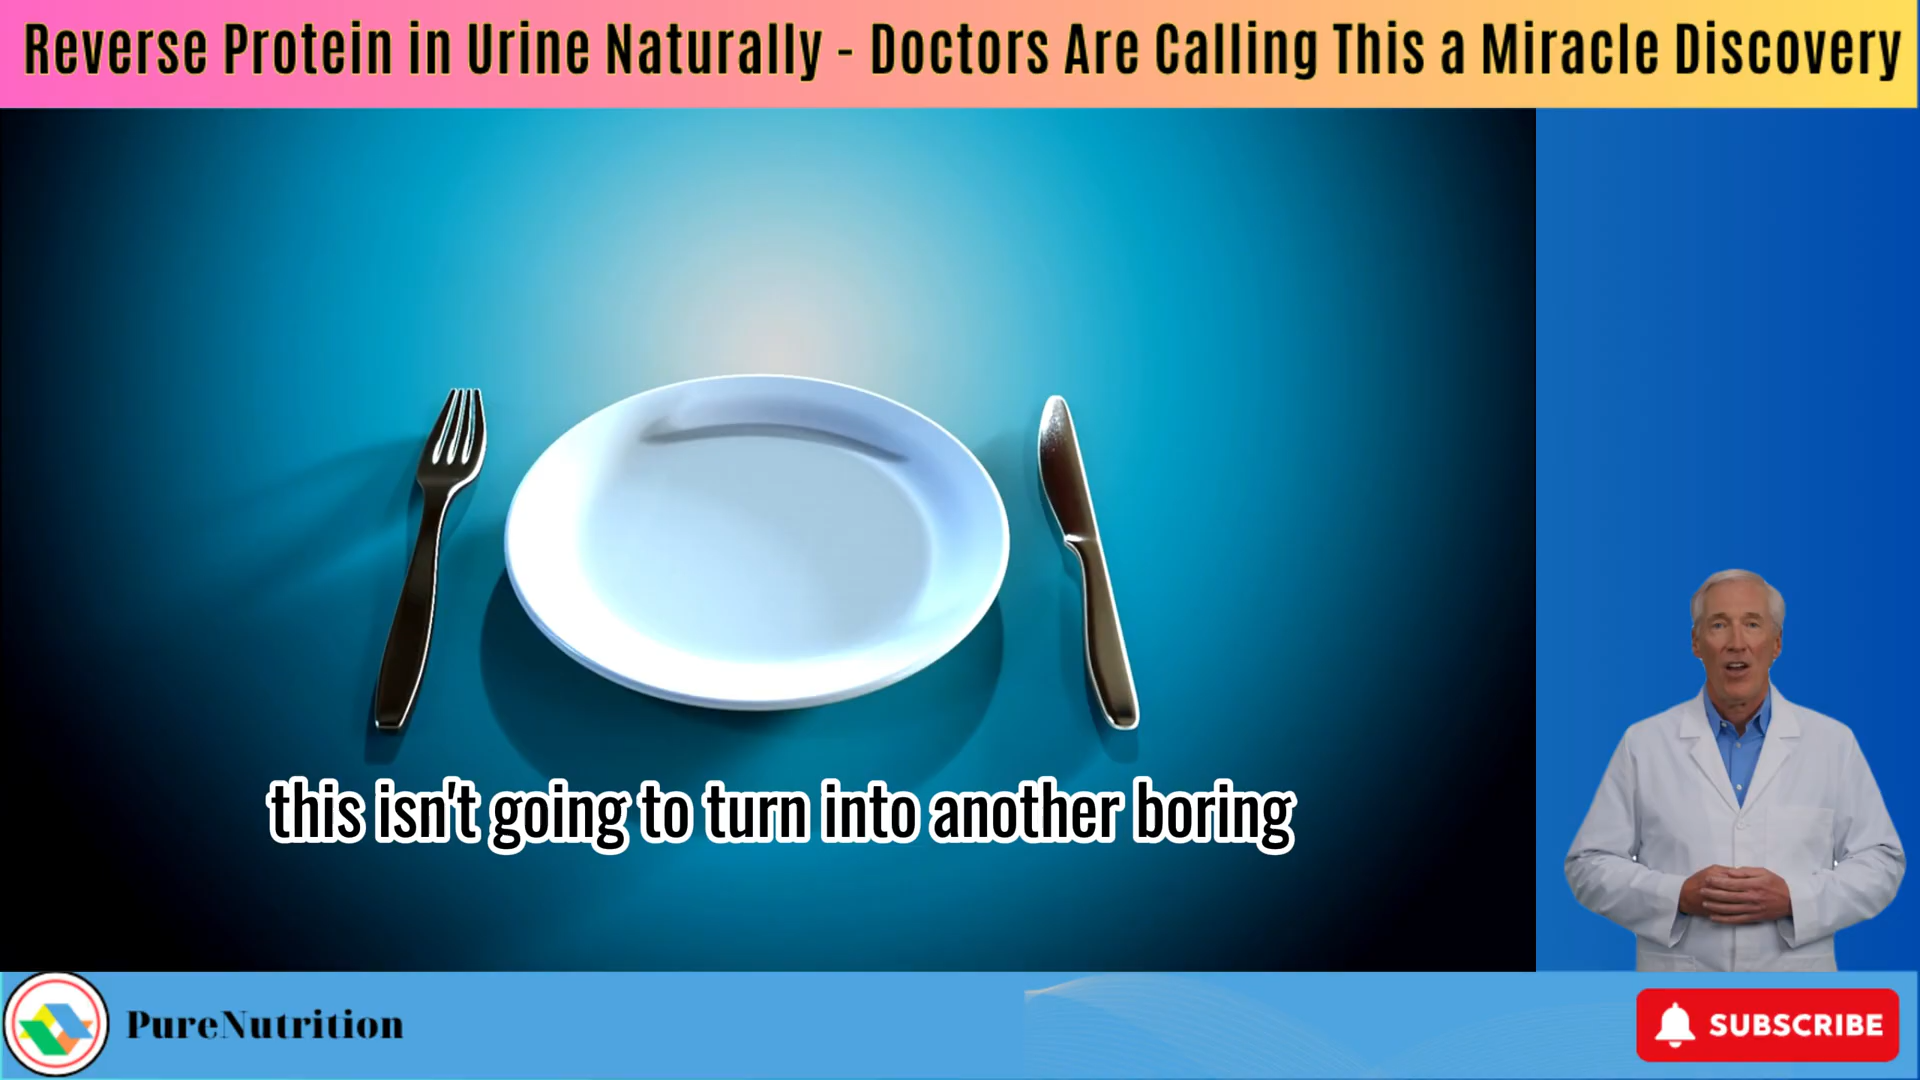 Reverse Protein in Urine Naturally - Doctors Are Calling This a Miracle Discovery
this isn't going to turn into another boring
PureNutrition
SUBSCRIBE